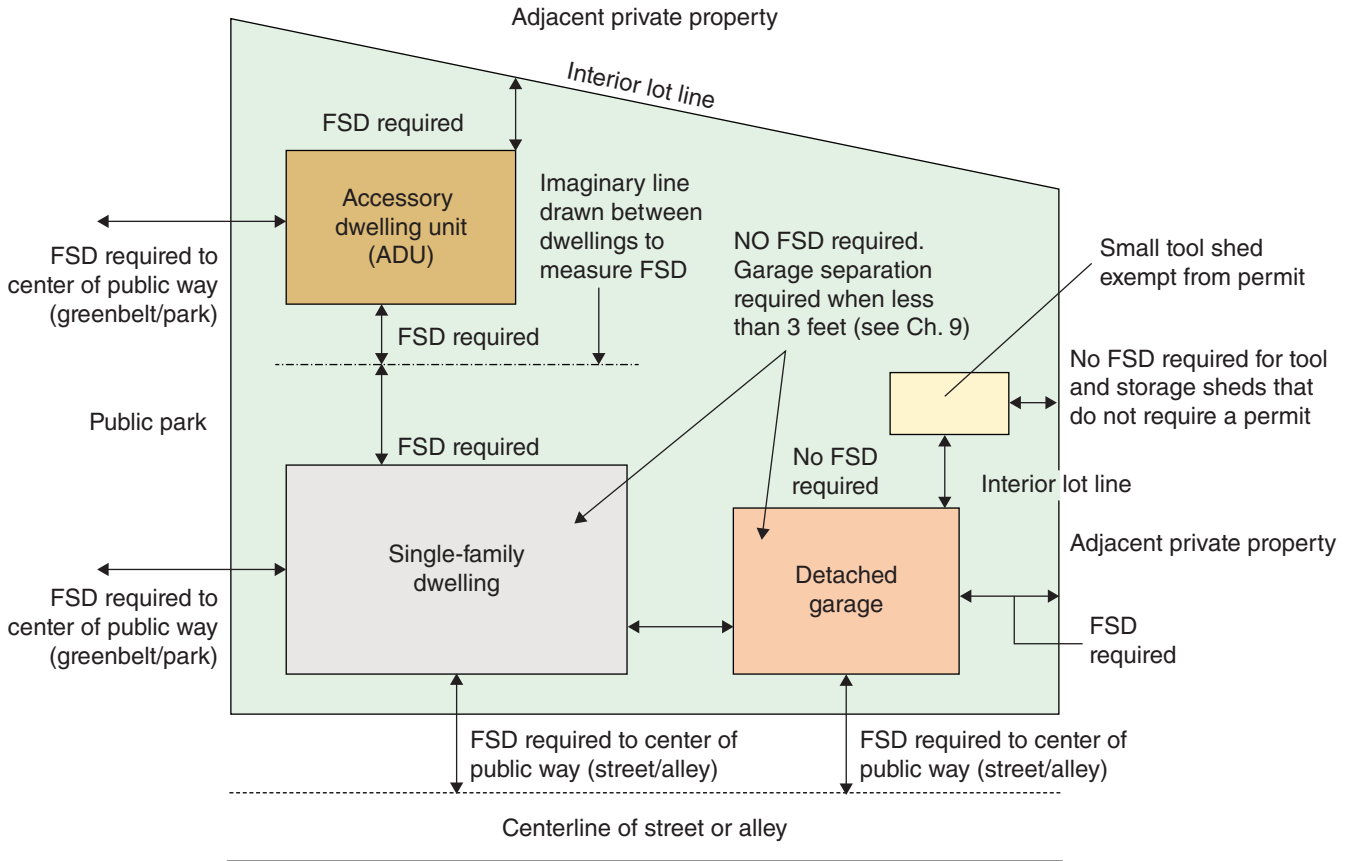 Adjacent private property
Interior lot line
FSD required
Accessory
dwelling unit
(ADU)
Imaginary line
drawn between
dwellings to
measure FSD
NO FSD required.
Garage separation
required when less
than 3 feet (see Ch. 9)
Small tool shed
exempt from permit
FSD required to
center of public way
(greenbelt/park)
FSD required
No FSD required for tool
and storage sheds that
do not require a permit
Public park
FSD required
No FSD
required
Interior lot line
Single-family
dwelling
Detached
garage
Adjacent private property
FSD required to
center of public way
(greenbelt/park)
FSD
required
FSD required to center of
public way (street/alley)
FSD required to center of
public way (street/alley)
Centerline of street or alley